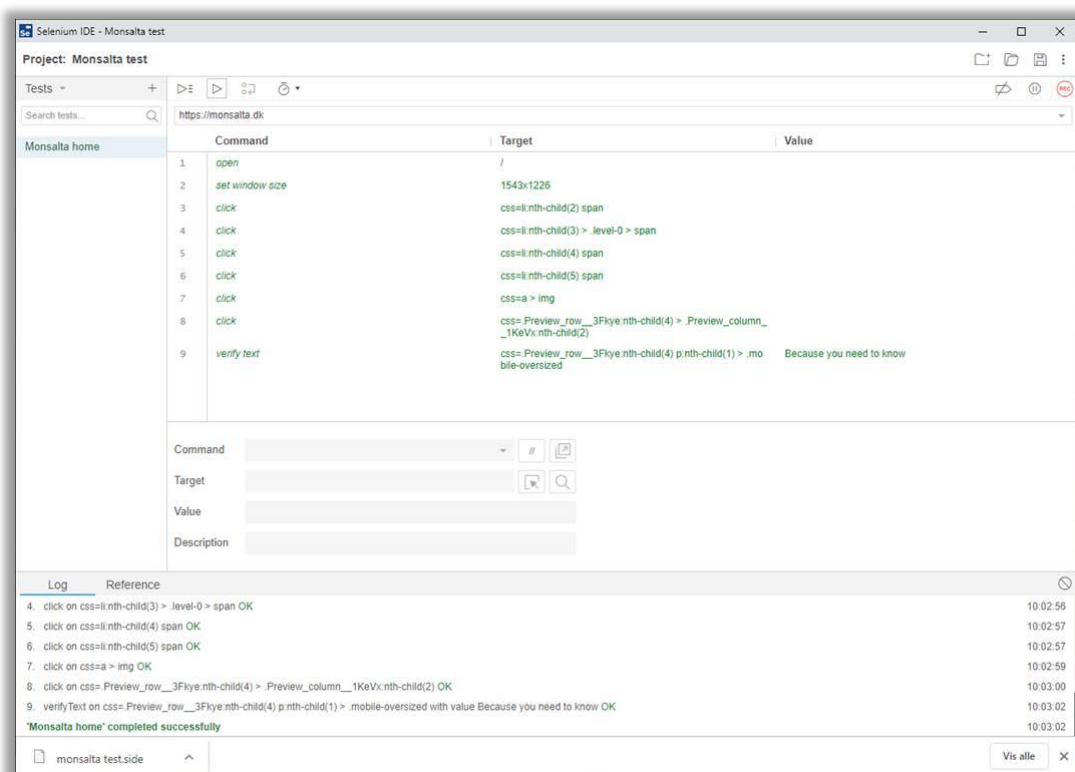 Se Selenium IDE - Monsalta test
Project: Monsalta test
Tests
Search tests...
Monsalta home
REC
https://monsalta.dk
Command Target Value
1 open /
2 set window size 1543x1226
3 click css=li:nth-child(2) span
4 click css=li:nth-child(3) > .level-0 > span
5 click css=li:nth-child(4) span
6 click css=li:nth-child(5) span
7 click css=a > img
8 click css=.Preview_row__3Fkye:nth-child(4) > .Preview_column_
_1KeVx:nth-child(2)
9 verify text css=.Preview_row__3Fkye:nth-child(4) p:nth-child(1) > .mo Because you need to know
bile-oversized
Command
//
Target
Value
Description
Log Reference
4. click on css=li:nth-child(3) > .level-0 > span OK 10:02:56
5. click on css=li:nth-child(4) span OK 10:02:57
6. click on css=li:nth-child(5) span OK 10:02:57
7. click on css=a > img OK 10:02:59
8. click on css=.Preview_row__3Fkye:nth-child(4) > .Preview_column__1KeVx:nth-child(2) OK 10:03:00
9. verifyText on css=.Preview_row__3Fkye:nth-child(4) p:nth-child(1) > .mobile-oversized with value Because you need to know OK 10:03:02
'Monsalta home' completed successfully 10:03:02
monsalta test.side
Vis alle